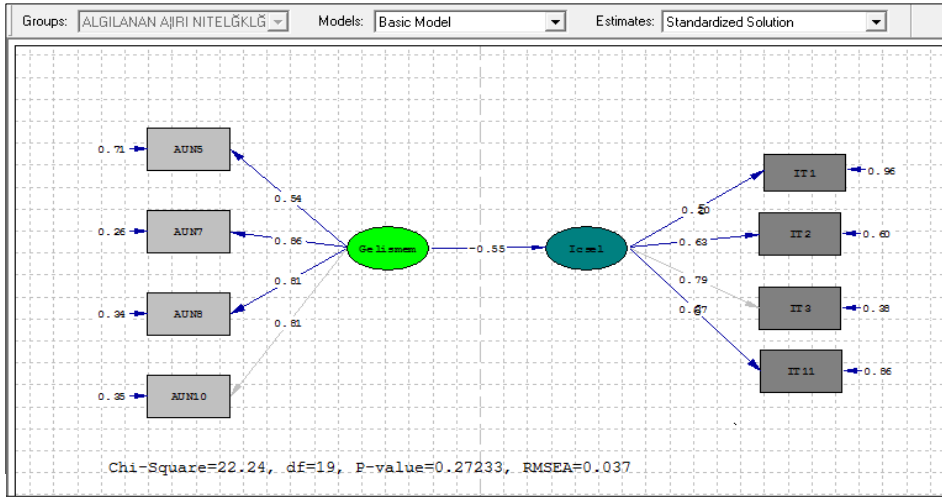 Groups: ALGILANAN A|IRI NITELĞKLĞ Models: Basic Model Estimates: Standardized Solution
0.71 AUN5
IT1 0.96
0.54 0.20
0.26 AUN7 IT2 0.60
0.86 0.63
Gelismem -0.55 Icsel
0.81 0.79
0.34 AUN8 IT3 0.38
0.81
IT11 0.86
0.35 AUN10
Chi-Square=22.24, df=19, P-value=0.27233, RMSEA=0.037